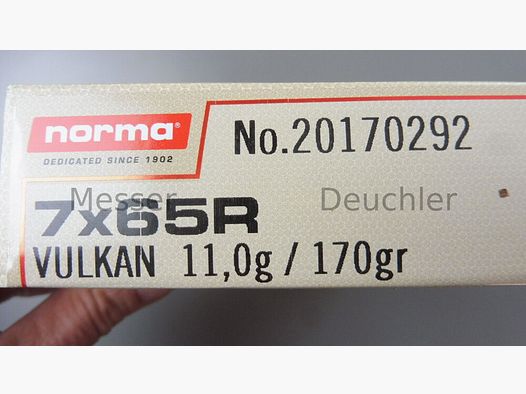 norma®
DEDICATED SINCE 1902
No.20170292
Messer Deuchler
7x65R
VULKAN 11,0g / 170gr